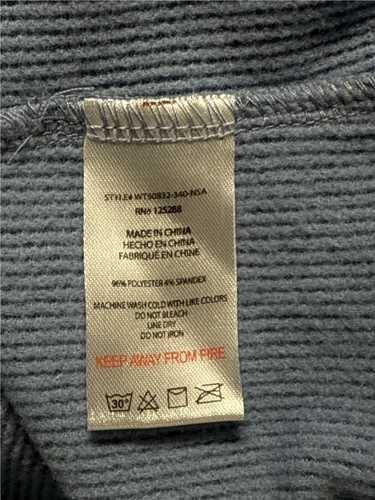 STYLE# WT50832-340-NSA
RN# 125288
MADE IN CHINA
HECHO EN CHINA
FABRIQUÉ EN CHINE
96% POLYESTER 4% SPANDEX
MACHINE WASH COLD WITH LIKE COLORS
DO NOT BLEACH
LINE DRY
DO NOT IRON
KEEP AWAY FROM FIRE
30°